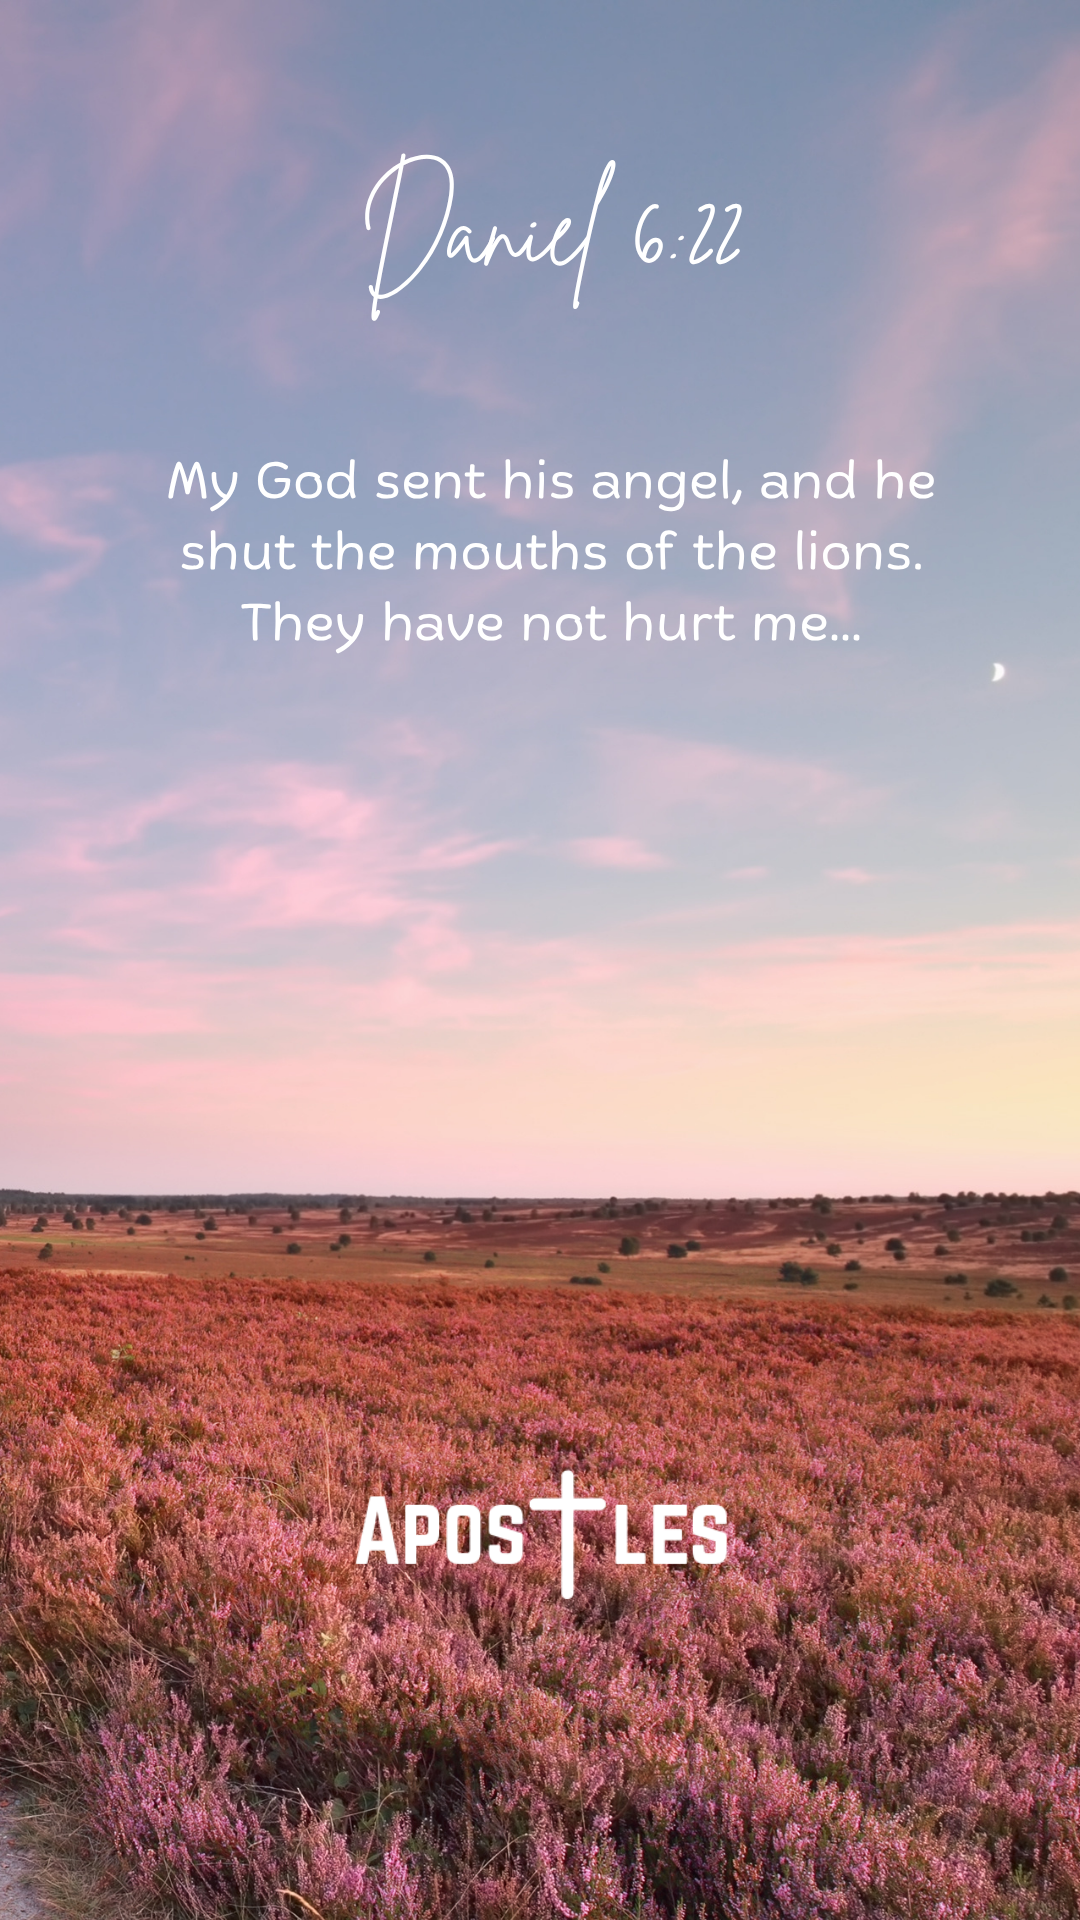 Daniel 6:22
My God sent his angel, and he
shut the mouths of the lions.
They have not hurt me...
APOSTLES